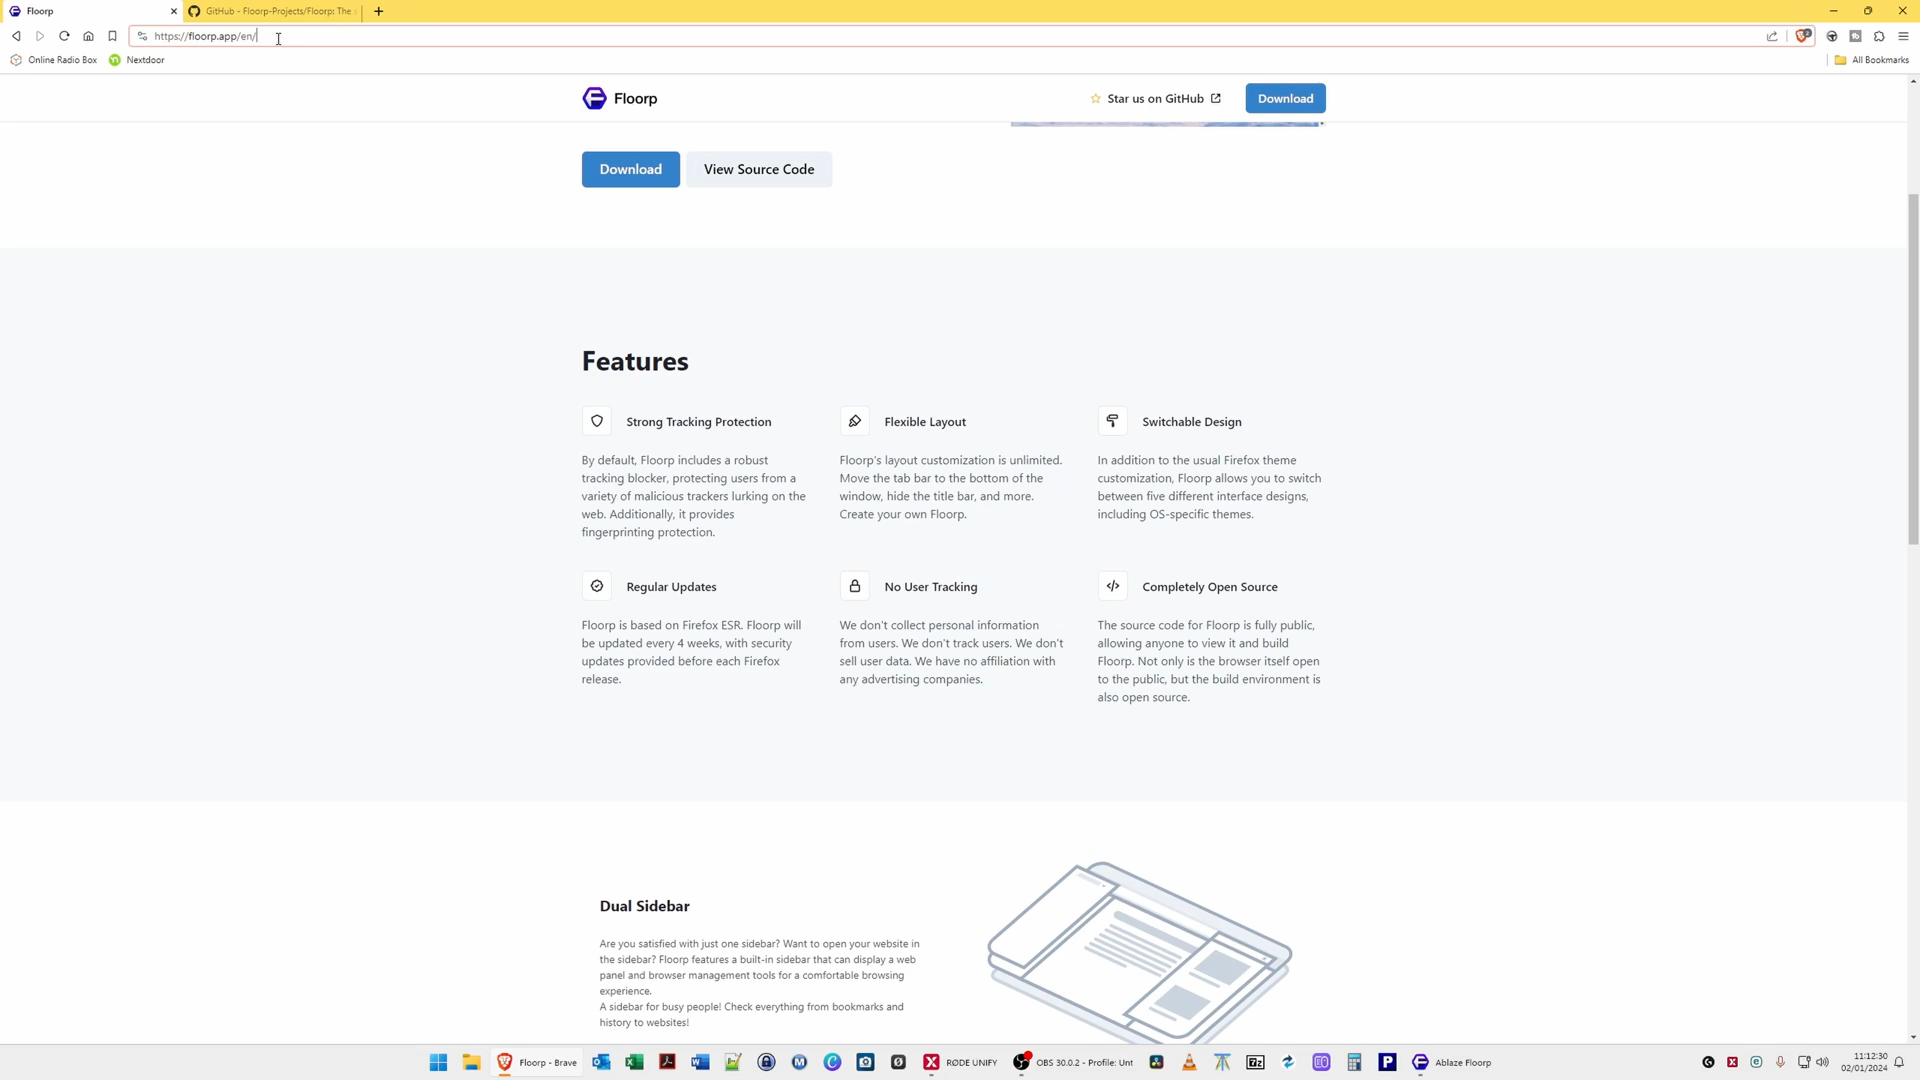 Floorp
GitHub - Floorp-Projects/Floorp: The
https://floorp.app/en/
2
Online Radio Box
Nextdoor
All Bookmarks
Floorp
Star us on GitHub
Download
Download
View Source Code
Features
Strong Tracking Protection
By default, Floorp includes a robust
tracking blocker, protecting users from a
variety of malicious trackers lurking on the
web. Additionally, it provides
fingerprinting protection.
Flexible Layout
Floorp's layout customization is unlimited.
Move the tab bar to the bottom of the
window, hide the title bar, and more.
Create your own Floorp.
Switchable Design
In addition to the usual Firefox theme
customization, Floorp allows you to switch
between five different interface designs,
including OS-specific themes.
Regular Updates
Floorp is based on Firefox ESR. Floorp will
be updated every 4 weeks, with security
updates provided before each Firefox
release.
No User Tracking
We don't collect personal information
from users. We don't track users. We don't
sell user data. We have no affiliation with
any advertising companies.
Completely Open Source
The source code for Floorp is fully public,
allowing anyone to view it and build
Floorp. Not only is the browser itself open
to the public, but the build environment is
also open source.
Dual Sidebar
Are you satisfied with just one sidebar? Want to open your website in
the sidebar? Floorp features a built-in sidebar that can display a web
panel and browser management tools for a comfortable browsing
experience.
A sidebar for busy people! Check everything from bookmarks and
history to websites!
Floorp - Brave
RØDE UNIFY
OBS 30.0.2 - Profile: Unt
7z
P
Ablaze Floorp
11:12:30
02/01/2024